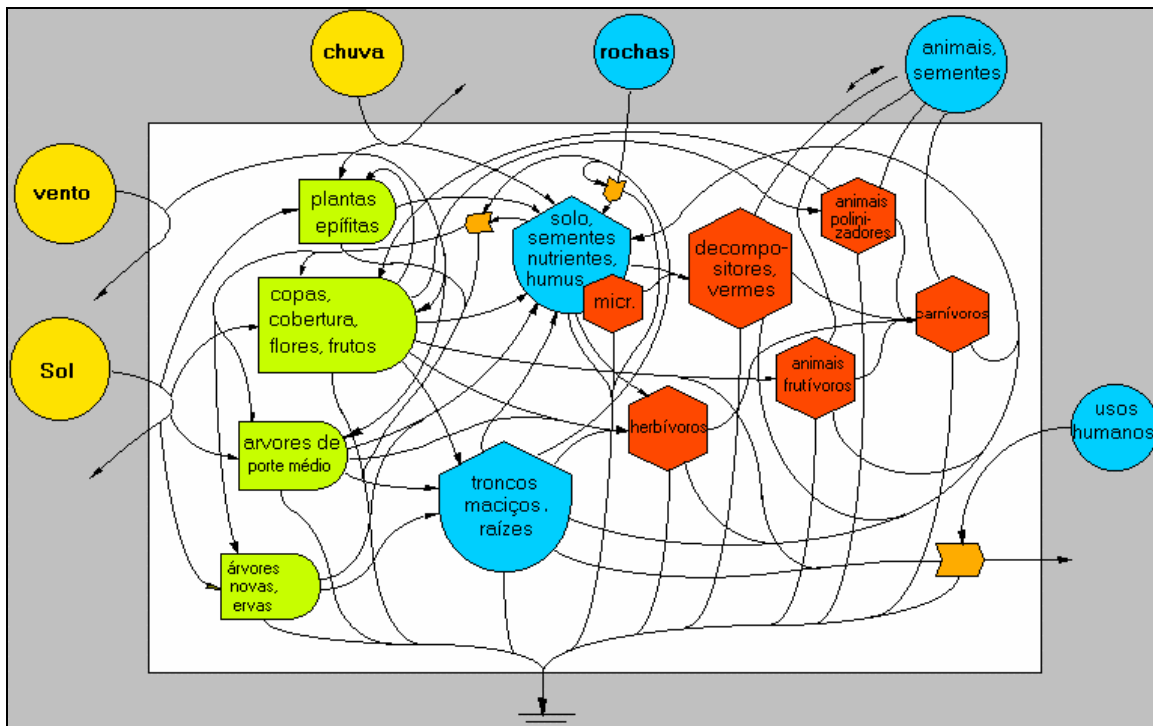 chuva
rochas
animais,
sementes
vento
plantas
epífitas
solo,
sementes
nutrientes,
humus
micr.
decompo-
sitores,
vermes
animais
polini-
zadores
copas,
cobertura,
flores, frutos
carnívoros
Sol
animais
frutívoros
herbívoros
usos
humanos
arvores de
porte médio
troncos
maciços.
raízes
árvores
novas,
ervas